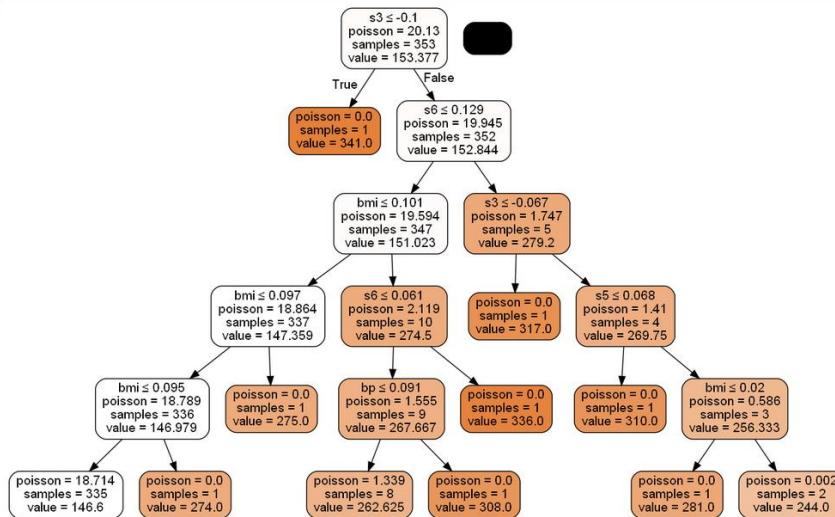 s3 ≤ -0.1
poisson = 20.13
samples = 353
value = 153.377
True
False
poisson = 0.0
samples = 1
value = 341.0
s6 ≤ 0.129
poisson = 19.945
samples = 352
value = 152.844
bmi ≤ 0.101
poisson = 19.594
samples = 347
value = 151.023
s3 ≤ -0.067
poisson = 1.747
samples = 5
value = 279.2
bmi ≤ 0.097
poisson = 18.864
samples = 337
value = 147.359
s6 ≤ 0.061
poisson = 2.119
samples = 10
value = 274.5
poisson = 0.0
samples = 1
value = 317.0
s5 ≤ 0.068
poisson = 1.41
samples = 4
value = 269.75
bmi ≤ 0.095
poisson = 18.789
samples = 336
value = 146.979
poisson = 0.0
samples = 1
value = 275.0
bp ≤ 0.091
poisson = 1.555
samples = 9
value = 267.667
poisson = 0.0
samples = 1
value = 336.0
poisson = 0.0
samples = 1
value = 310.0
bmi ≤ 0.02
poisson = 0.586
samples = 3
value = 256.333
poisson = 18.714
samples = 335
value = 146.6
poisson = 0.0
samples = 1
value = 274.0
poisson = 1.339
samples = 8
value = 262.625
poisson = 0.0
samples = 1
value = 308.0
poisson = 0.0
samples = 1
value = 281.0
poisson = 0.002
samples = 2
value = 244.0